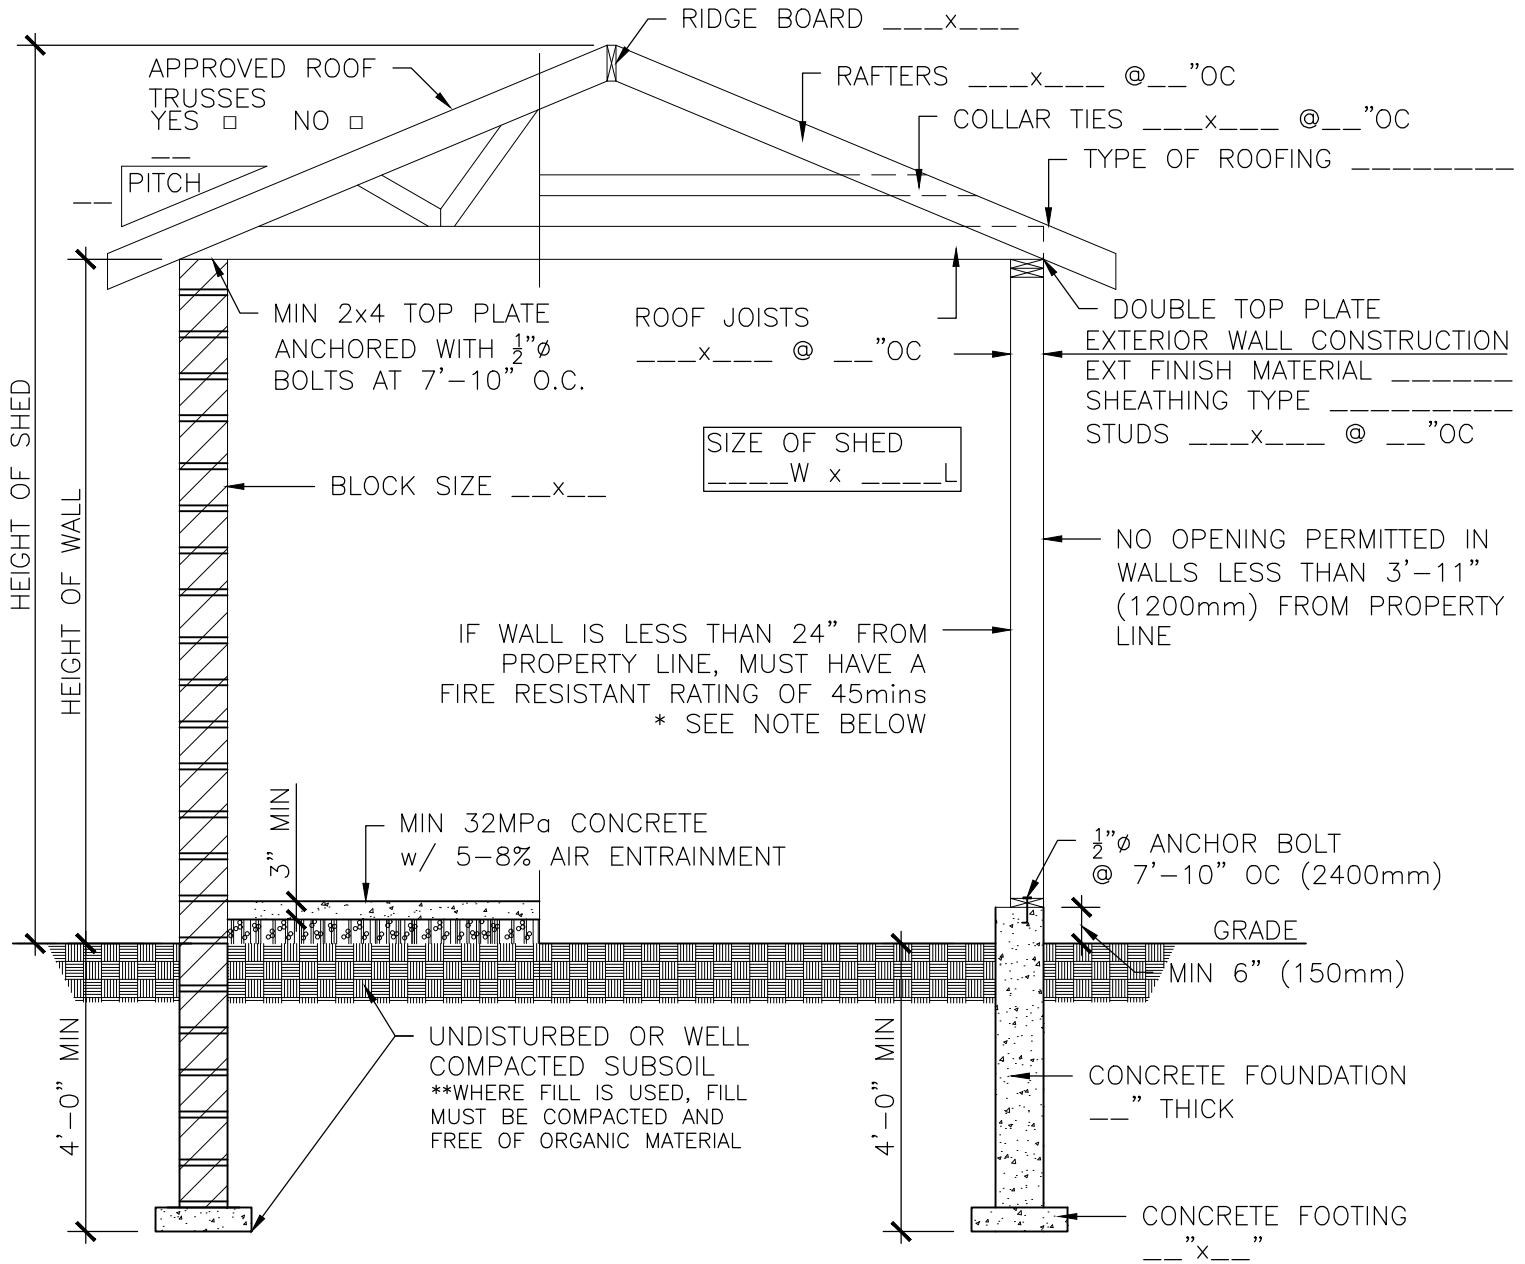 RIDGE BOARD ___x___
APPROVED ROOF
TRUSSES
YES □ NO □
RAFTERS ___x___ @__”OC
COLLAR TIES ___x___ @__”OC
TYPE OF ROOFING ________
__
__ PITCH
MIN 2x4 TOP PLATE
ANCHORED WITH ½”ø
BOLTS AT 7’-10” O.C.
ROOF JOISTS
___x___ @ __”OC
DOUBLE TOP PLATE
EXTERIOR WALL CONSTRUCTION
EXT FINISH MATERIAL ______
SHEATHING TYPE _________
STUDS ___x___ @ __”OC
SIZE OF SHED
____W x ____L
BLOCK SIZE __x__
HEIGHT OF SHED
HEIGHT OF WALL
NO OPENING PERMITTED IN
WALLS LESS THAN 3’-11”
(1200mm) FROM PROPERTY
LINE
IF WALL IS LESS THAN 24” FROM
PROPERTY LINE, MUST HAVE A
FIRE RESISTANT RATING OF 45mins
* SEE NOTE BELOW
3” MIN
MIN 32MPa CONCRETE
w/ 5-8% AIR ENTRAINMENT
½”ø ANCHOR BOLT
@ 7’-10” OC (2400mm)
GRADE
MIN 6” (150mm)
4’-0” MIN
UNDISTURBED OR WELL
COMPACTED SUBSOIL
**WHERE FILL IS USED, FILL
MUST BE COMPACTED AND
FREE OF ORGANIC MATERIAL
4’-0” MIN
CONCRETE FOUNDATION
__” THICK
CONCRETE FOOTING
__”x__”